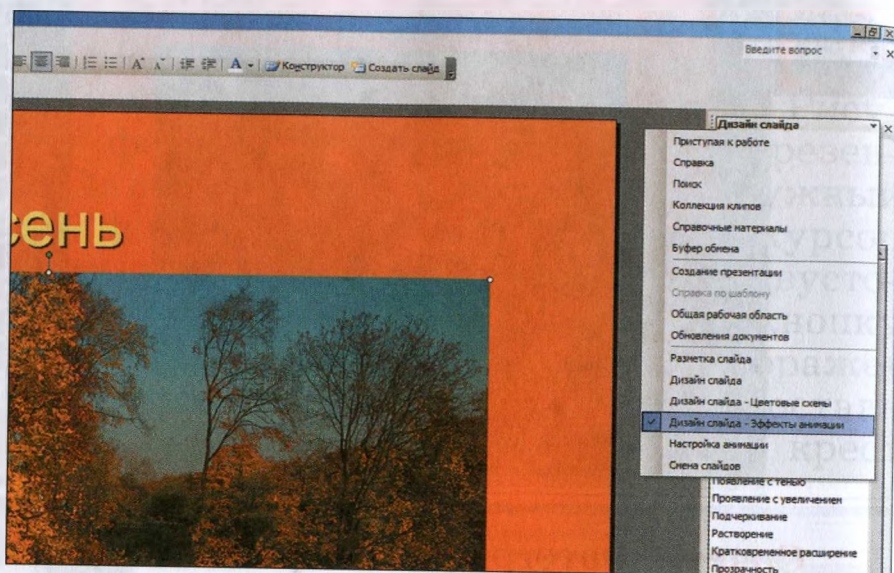 Введите вопрос
Конструктор Создать слайд
Дизайн слайда
Приступая к работе
Справка
Поиск
Коллекция клипов
Справочные материалы
Буфер обмена
Создание презентации
Справка по шаблону
Общая рабочая область
Обновления документов
Разметка слайда
Дизайн слайда
Дизайн слайда - Цветовые схемы
Дизайн слайда - Эффекты анимации
Настройка анимации
Смена слайдов
сень
Появление с тенью
Проявление с увеличением
Подчеркивание
Растворение
Кратковременное расширение
Прозрачность